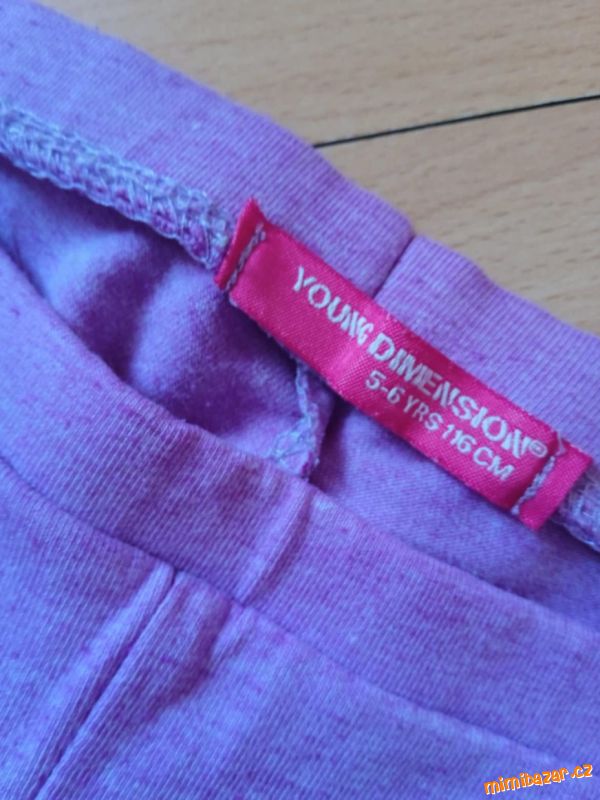 YOUNG DIMENSION®
5-6 YRS 116 CM
mimibazar.cz